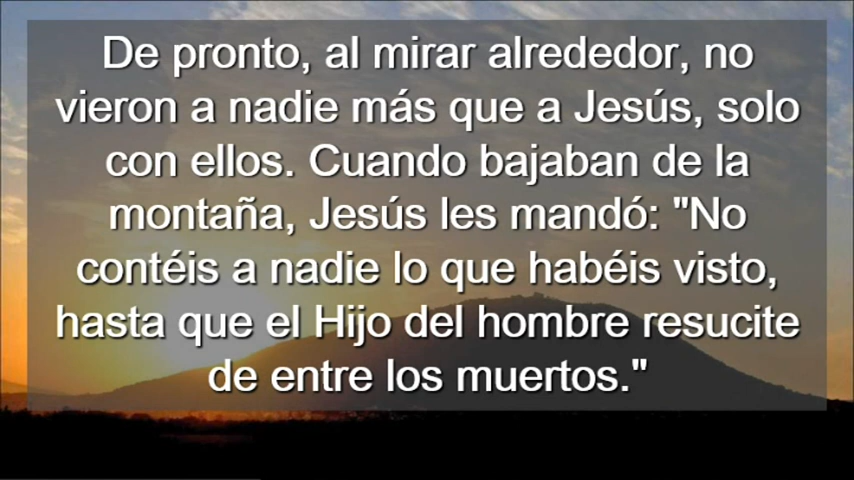 De pronto, al mirar alrededor, no
vieron a nadie más que a Jesús, solo
con ellos. Cuando bajaban de la
montaña, Jesús les mandó: "No
contéis a nadie lo que habéis visto,
hasta que el Hijo del hombre resucite
de entre los muertos."